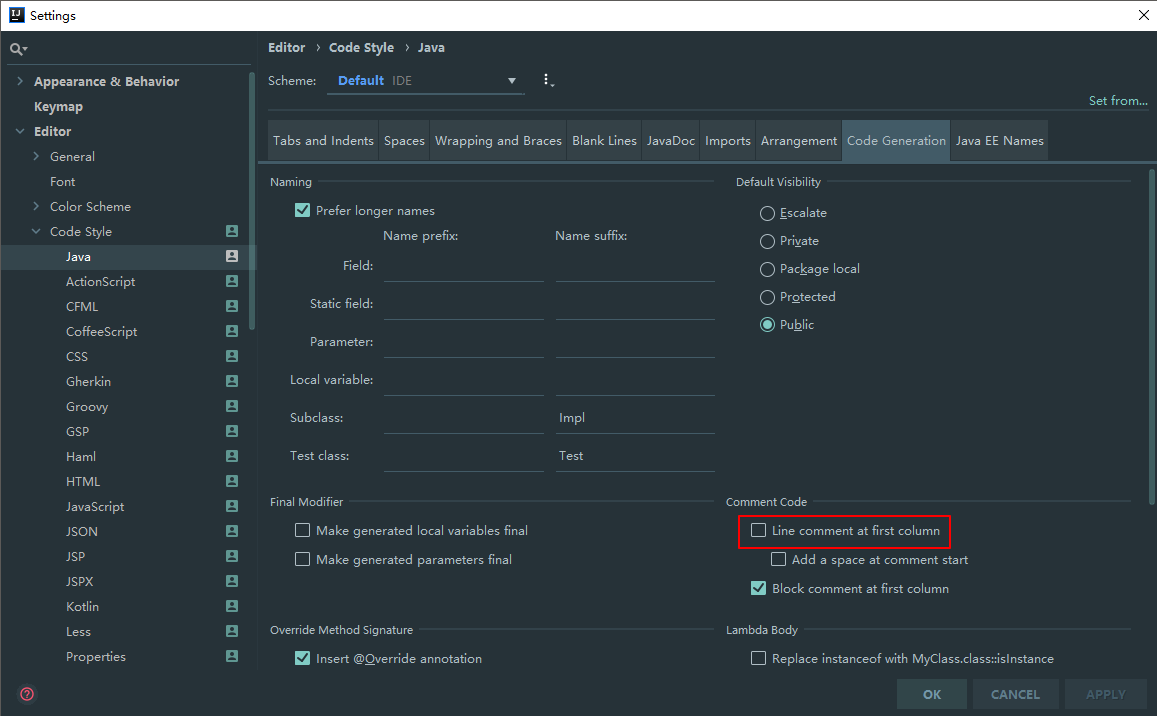 Settings
Appearance & Behavior
Keymap
Editor
General
Font
Color Scheme
Code Style
Java
ActionScript
CFML
CoffeeScript
CSS
Gherkin
Groovy
GSP
Haml
HTML
JavaScript
JSON
JSP
JSPX
Kotlin
Less
Properties
Editor › Code Style › Java
Scheme: Default IDE
Set from...
Tabs and Indents Spaces Wrapping and Braces Blank Lines JavaDoc Imports Arrangement Code Generation Java EE Names
Naming
Prefer longer names
Name prefix: Name suffix:
Field:
Static field:
Parameter:
Local variable:
Subclass: Impl
Test class: Test
Default Visibility
Escalate
Private
Package local
Protected
Public
Final Modifier
Make generated local variables final
Make generated parameters final
Comment Code
Line comment at first column
Add a space at comment start
Block comment at first column
Override Method Signature
Insert @Override annotation
Lambda Body
Replace instanceof with MyClass.class::isInstance
OK CANCEL APPLY